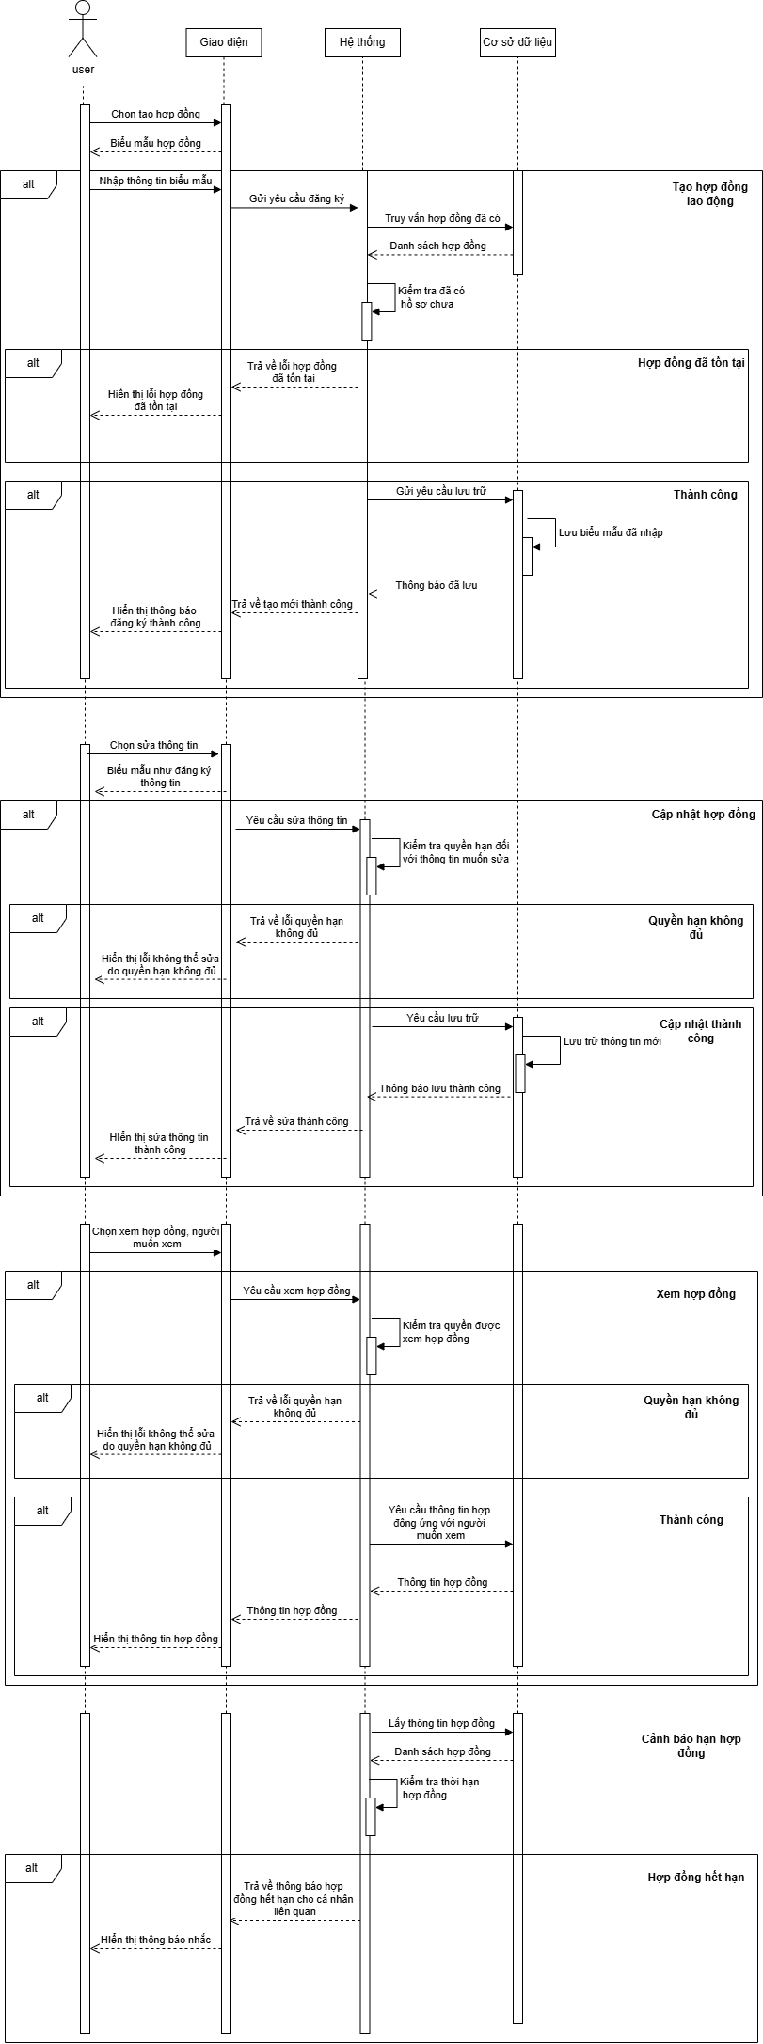 user
Giao diện
Hệ thống
Cơ sở dữ liệu
Chọn tạo hợp đồng
Biểu mẫu hợp đồng
alt
Nhập thông tin biểu mẫu
Tạo hợp đồng
lao động
Gửi yêu cầu đăng ký
Truy vấn hợp đồng đã có
Danh sách hợp đồng
Kiểm tra đã có
hồ sơ chưa
alt
Hợp đồng đã tồn tại
Trả về lỗi hợp đồng
đã tồn tại
Hiển thị lỗi hợp đồng
đã tồn tại
alt
Gửi yêu cầu lưu trữ
Thành công
Lưu biểu mẫu đã nhập
Thông báo đã lưu
Trả về tạo mới thành công
Hiển thị thông báo
đăng ký thành công
Chọn sửa thông tin
Biểu mẫu như đăng ký
thông tin
alt
Cập nhật hợp đồng
Yêu cầu sửa thông tin
Kiểm tra quyền hạn đối
với thông tin muốn sửa
alt
Trả về lỗi quyền hạn
không đủ
Quyền hạn không
đủ
Hiển thị lỗi không thể sửa
do quyền hạn không đủ
alt
Yêu cầu lưu trữ
Cập nhật thành
công
Lưu trữ thông tin mới
Thông báo lưu thành công
Trả về sửa thành công
Hiển thị sửa thông tin
thành công
Chọn xem hợp đồng, người
muốn xem
alt
Yêu cầu xem hợp đồng
Xem hợp đồng
Kiểm tra quyền được
xem hợp đồng
alt
Trả về lỗi quyền hạn
không đủ
Quyền hạn không
đủ
Hiển thị lỗi không thể sửa
do quyền hạn không đủ
alt
Yêu cầu thông tin hợp
đồng ứng với người
muốn xem
Thành công
Thông tin hợp đồng
Thông tin hợp đồng
Hiển thị thông tin hợp đồng
Lấy thông tin hợp đồng
Cảnh báo hạn hợp
đồng
Danh sách hợp đồng
Kiểm tra thời hạn
hợp đồng
alt
Hợp đồng hết hạn
Trả về thông báo hợp
đồng hết hạn cho cá nhân
liên quan
Hiển thị thông báo nhắc